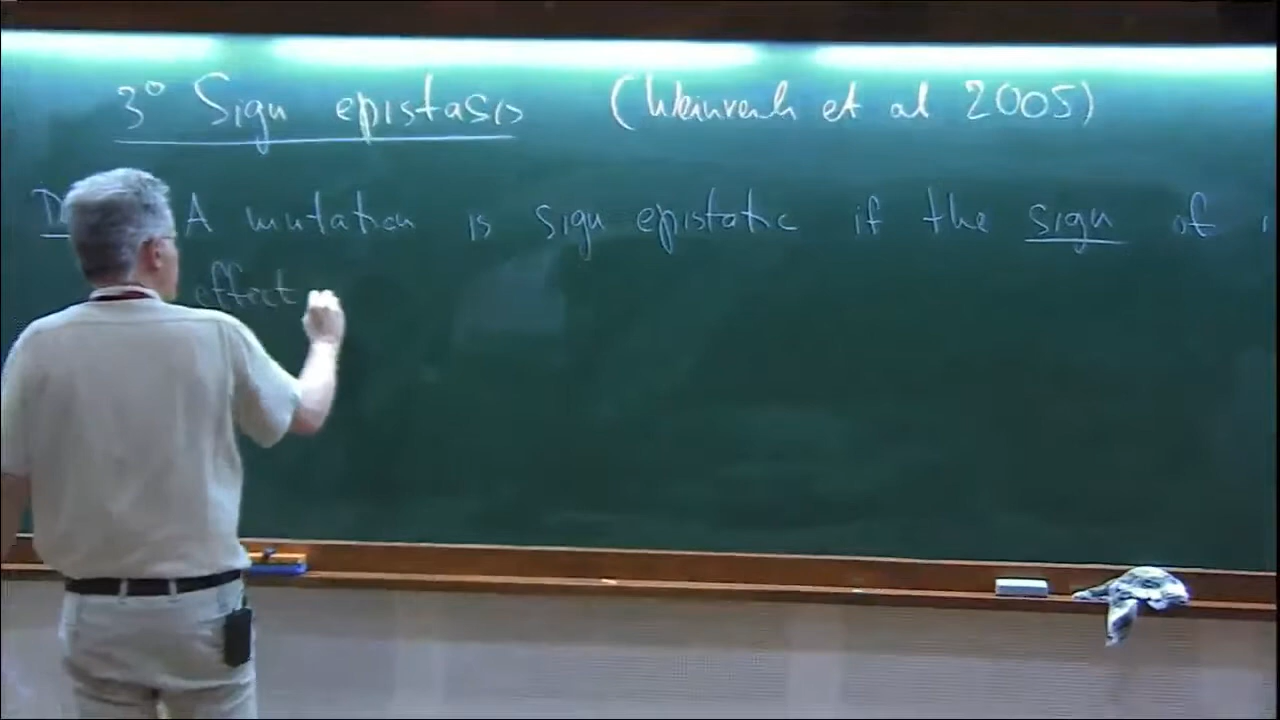 3° Sign epistasis (Weinreich et al 2005)
A mutation is sign epistatic if the sign of
effect